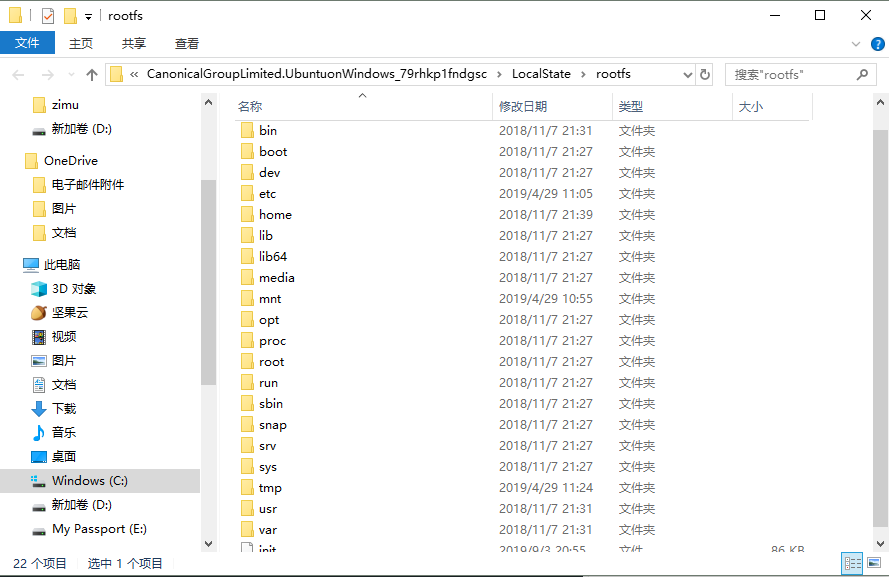 rootfs
文件 主页 共享 查看
« CanonicalGroupLimited.UbuntuonWindows_79rhkp1fndgsc › LocalState › rootfs 搜索"rootfs"
zimu
新加卷 (D:)
OneDrive
电子邮件附件
图片
文档
此电脑
3D 对象
坚果云
视频
图片
文档
下载
音乐
桌面
Windows (C:)
新加卷 (D:)
My Passport (E:)
名称 修改日期 类型 大小
bin 2018/11/7 21:31 文件夹
boot 2018/11/7 21:27 文件夹
dev 2018/11/7 21:27 文件夹
etc 2019/4/29 11:05 文件夹
home 2018/11/7 21:39 文件夹
lib 2018/11/7 21:27 文件夹
lib64 2018/11/7 21:27 文件夹
media 2018/11/7 21:27 文件夹
mnt 2019/4/29 10:55 文件夹
opt 2018/11/7 21:27 文件夹
proc 2018/11/7 21:27 文件夹
root 2018/11/7 21:27 文件夹
run 2018/11/7 21:27 文件夹
sbin 2018/11/7 21:27 文件夹
snap 2018/11/7 21:27 文件夹
srv 2018/11/7 21:27 文件夹
sys 2018/11/7 21:27 文件夹
tmp 2019/4/29 11:24 文件夹
usr 2018/11/7 21:31 文件夹
var 2018/11/7 21:31 文件夹
init 2019/9/3 20:55 文件 86 KB
22 个项目 选中 1 个项目